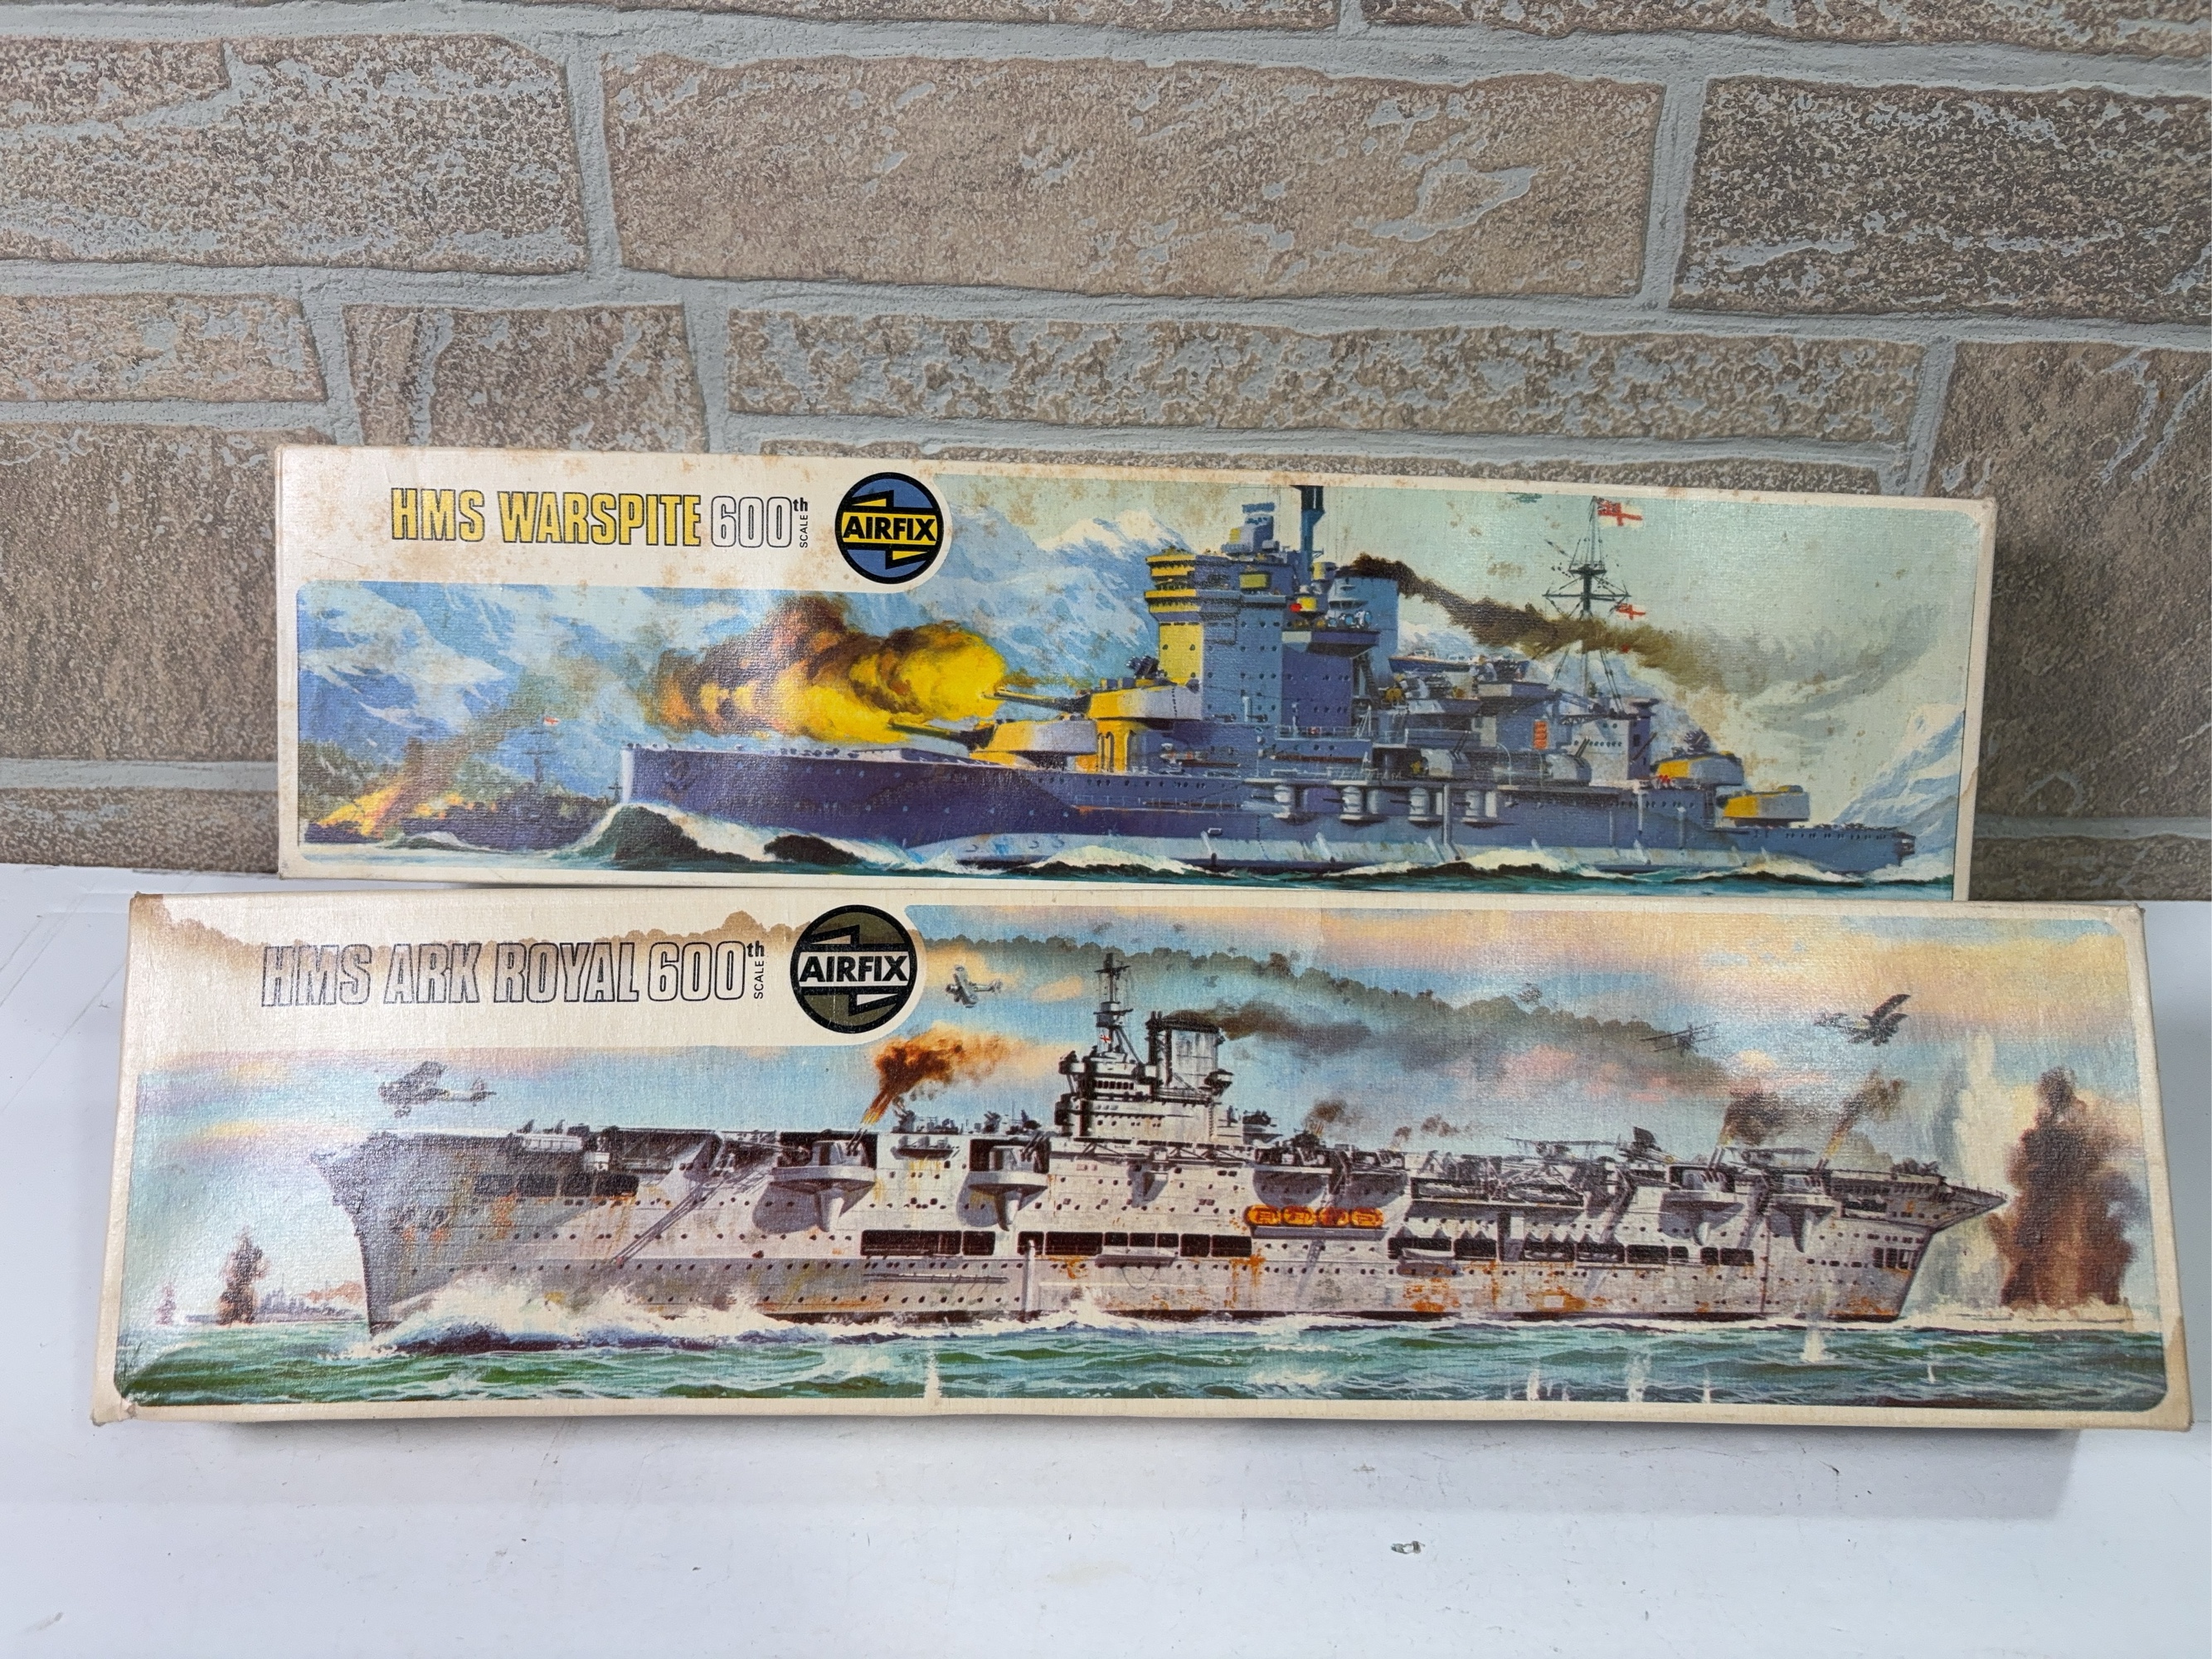 HMS WARSPITE 600th SCALE
AIRFIX
HMS ARK ROYAL 600th SCALE
AIRFIX